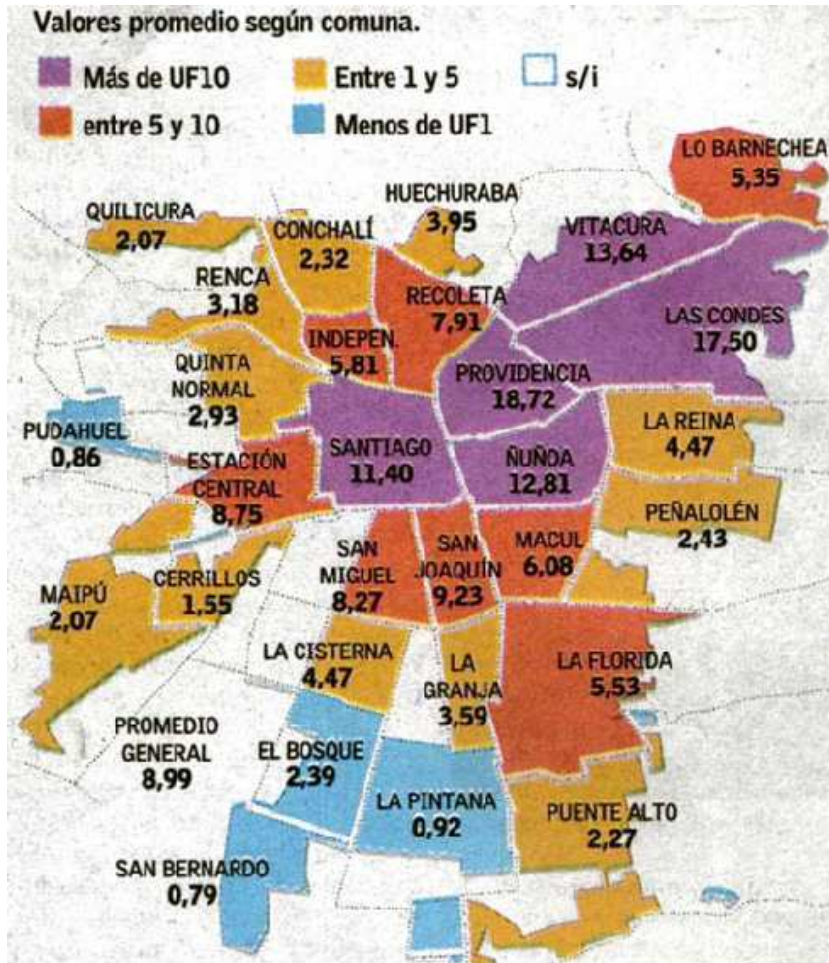 Valores promedio según comuna.
Más de UF10
Entre 1 y 5
s/i
entre 5 y 10
Menos de UF1
LO BARNECHEA
5,35
HUECHURABA
3,95
QUILICURA
2,07
CONCHALÍ
2,32
VITACURA
13,64
RENCA
3,18
RECOLETA
7,91
LAS CONDES
17,50
INDEPEN.
5,81
QUINTA
NORMAL
2,93
PROVIDENCIA
18,72
PUDAHUEL
0,86
LA REINA
4,47
SANTIAGO
11,40
ÑUÑOA
12,81
ESTACIÓN
CENTRAL
8,75
PEÑALOLÉN
2,43
SAN
MIGUEL
8,27
SAN
JOAQUÍN
9,23
MACUL
6,08
MAIPÚ
2,07
CERRILLOS
1,55
LA CISTERNA
4,47
LA
GRANJA
3,59
LA FLORIDA
5,53
PROMEDIO
GENERAL
8,99
EL BOSQUE
2,39
LA PINTANA
0,92
PUENTE ALTO
2,27
SAN BERNARDO
0,79